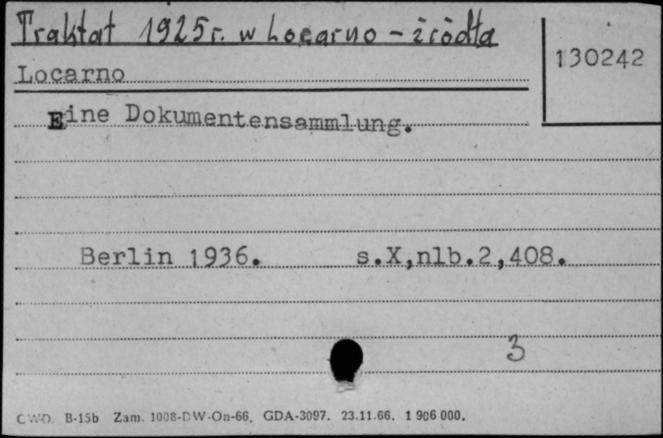 Traktat 1925r. w Locarno - źródła
130242
Locarno
Eine Dokumentensammlung.
Berlin 1936. s.X,nlb.2,408.
3
CWD. B-15b Zam. 1008-DW-On-66. GDA-3097. 23.11.66. 1 906 000.